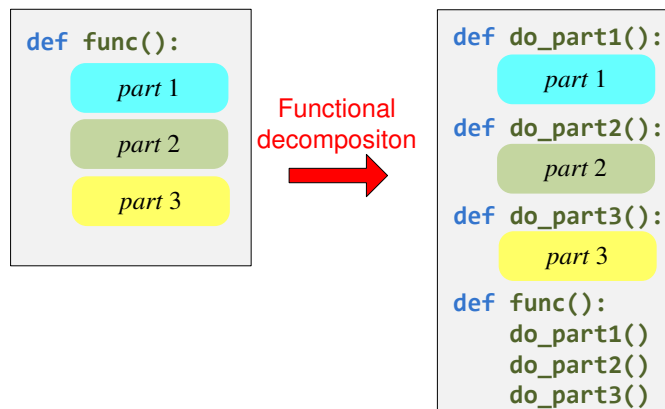 def func():
part 1
part 2
part 3
Functional
decompositon
def do_part1():
part 1
def do_part2():
part 2
def do_part3():
part 3
def func():
do_part1()
do_part2()
do_part3()